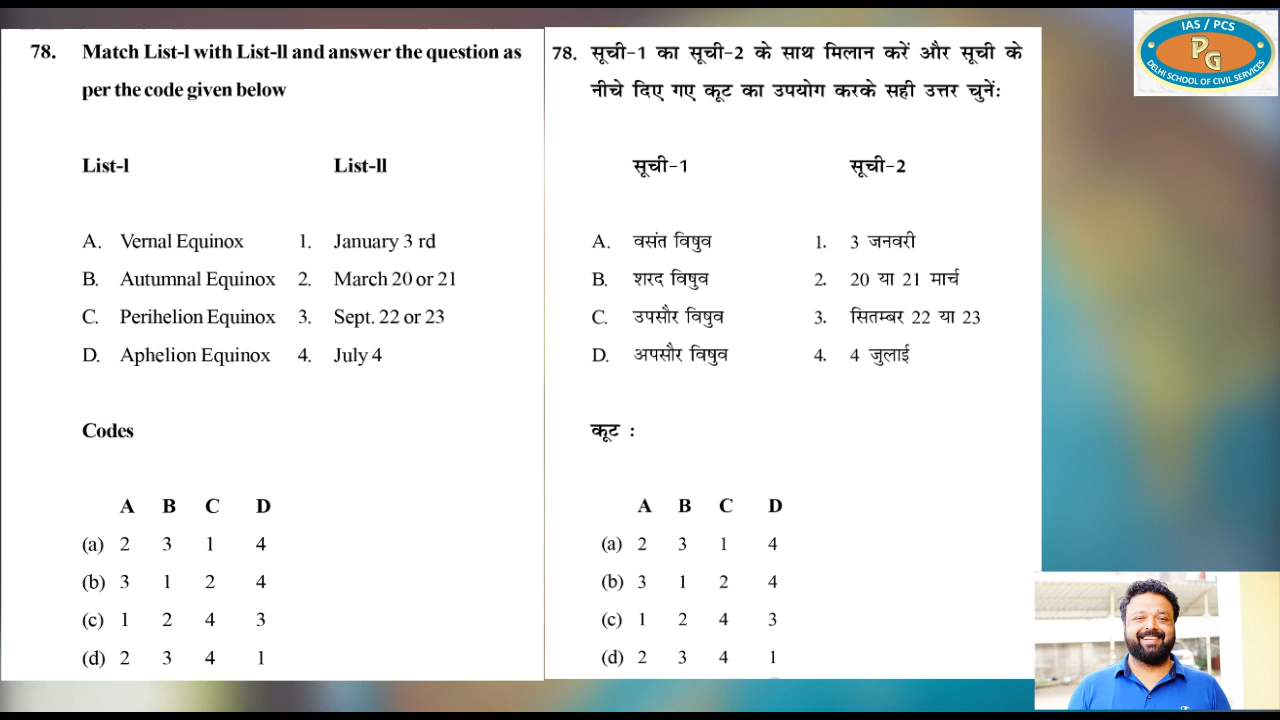 IAS / PCS
PG
DELHI SCHOOL OF CIVIL SERVICES
78. Match List-l with List-ll and answer the question as
per the code given below
List-l List-ll
A. Vernal Equinox 1. January 3 rd
B. Autumnal Equinox 2. March 20 or 21
C. Perihelion Equinox 3. Sept. 22 or 23
D. Aphelion Equinox 4. July 4
Codes
A B C D
(a) 2 3 1 4
(b) 3 1 2 4
(c) 1 2 4 3
(d) 2 3 4 1
78. सूची-1 का सूची-2 के साथ मिलान करें और सूची के
नीचे दिए गए कूट का उपयोग करके सही उत्तर चुनें:
सूची-1 सूची-2
A. वसंत विषुव 1. 3 जनवरी
B. शरद विषुव 2. 20 या 21 मार्च
C. उपसौर विषुव 3. सितम्बर 22 या 23
D. अपसौर विषुव 4. 4 जुलाई
कूट :
A B C D
(a) 2 3 1 4
(b) 3 1 2 4
(c) 1 2 4 3
(d) 2 3 4 1